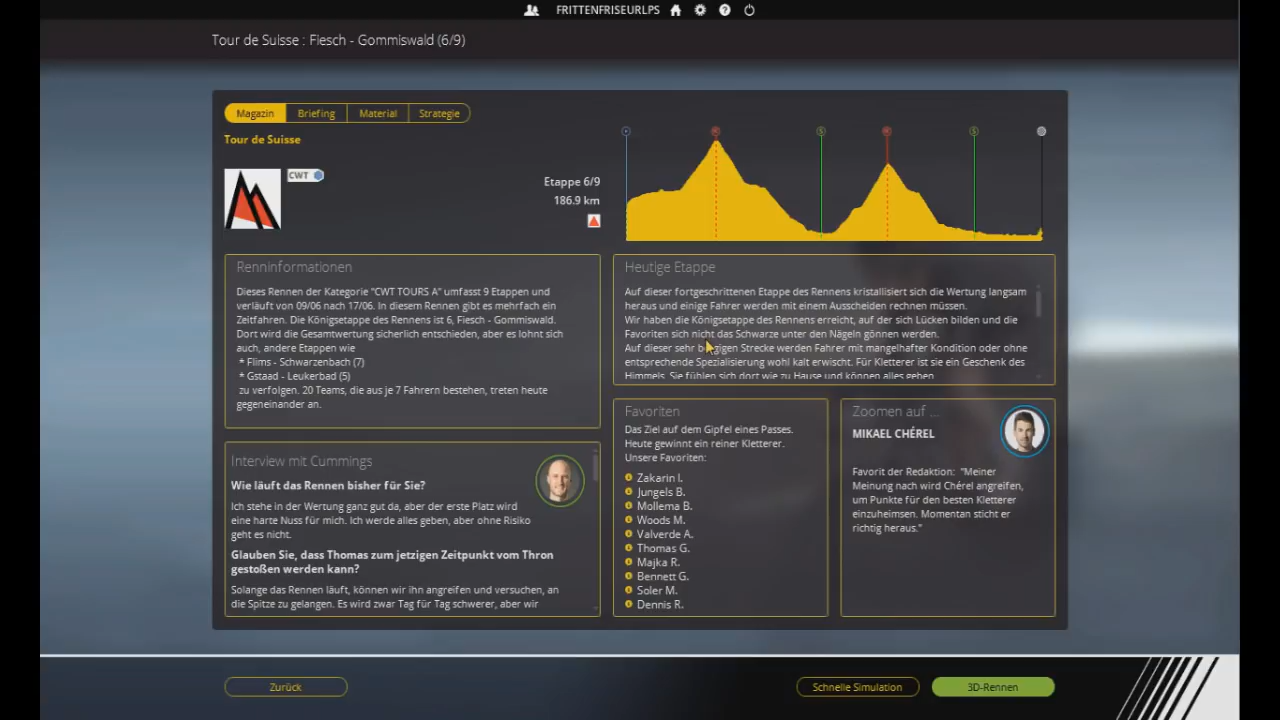 FRITTENFRISEURLPS
Tour de Suisse : Fiesch - Gommiswald (6/9)
Magazin
Briefing
Material
Strategie
Tour de Suisse
CWT
Etappe 6/9
186.9 km
Renninformationen
Dieses Rennen der Kategorie "CWT TOURS A" umfasst 9 Etappen und
verläuft von 09/06 nach 17/06. In diesem Rennen gibt es mehrfach ein
Zeitfahren. Die Königsetappe des Rennens ist 6, Fiesch - Gommiswald.
Dort wird die Gesamtwertung sicherlich entschieden, aber es lohnt sich
auch, andere Etappen wie
* Flims - Schwarzenbach (7)
* Gstaad - Leukerbad (5)
zu verfolgen. 20 Teams, die aus je 7 Fahrern bestehen, treten heute
gegeneinander an.
Heutige Etappe
Auf dieser fortgeschrittenen Etappe des Rennens kristallisiert sich die Wertung langsam
heraus und einige Fahrer werden mit einem Ausscheiden rechnen müssen.
Wir haben die Königsetappe des Rennens erreicht, auf der sich Lücken bilden und die
Favoriten sich nicht das Schwarze unter den Nägeln gönnen werden.
Auf dieser sehr bergigen Strecke werden Fahrer mit mangelhafter Kondition oder ohne
entsprechende Spezialisierung wohl kalt erwischt. Für Kletterer ist sie ein Geschenk des
Himmels. Sie fühlen sich dort wie zu Hause und können alles geben.
Interview mit Cummings
Wie läuft das Rennen bisher für Sie?
Ich stehe in der Wertung ganz gut da, aber der erste Platz wird
eine harte Nuss für mich. Ich werde alles geben, aber ohne Risiko
geht es nicht.
Glauben Sie, dass Thomas zum jetzigen Zeitpunkt vom Thron
gestoßen werden kann?
Solange das Rennen läuft, können wir ihn angreifen und versuchen, an
die Spitze zu gelangen. Es wird zwar Tag für Tag schwerer, aber wir
Favoriten
Das Ziel auf dem Gipfel eines Passes.
Heute gewinnt ein reiner Kletterer.
Unsere Favoriten:
Zakarin I.
Jungels B.
Mollema B.
Woods M.
Valverde A.
Thomas G.
Majka R.
Bennett G.
Soler M.
Dennis R.
Zoomen auf ...
MIKAEL CHÉREL
Favorit der Redaktion: "Meiner
Meinung nach wird Chérel angreifen,
um Punkte für den besten Kletterer
einzuheimsen. Momentan sticht er
richtig heraus."
Zurück
Schnelle Simulation
3D-Rennen